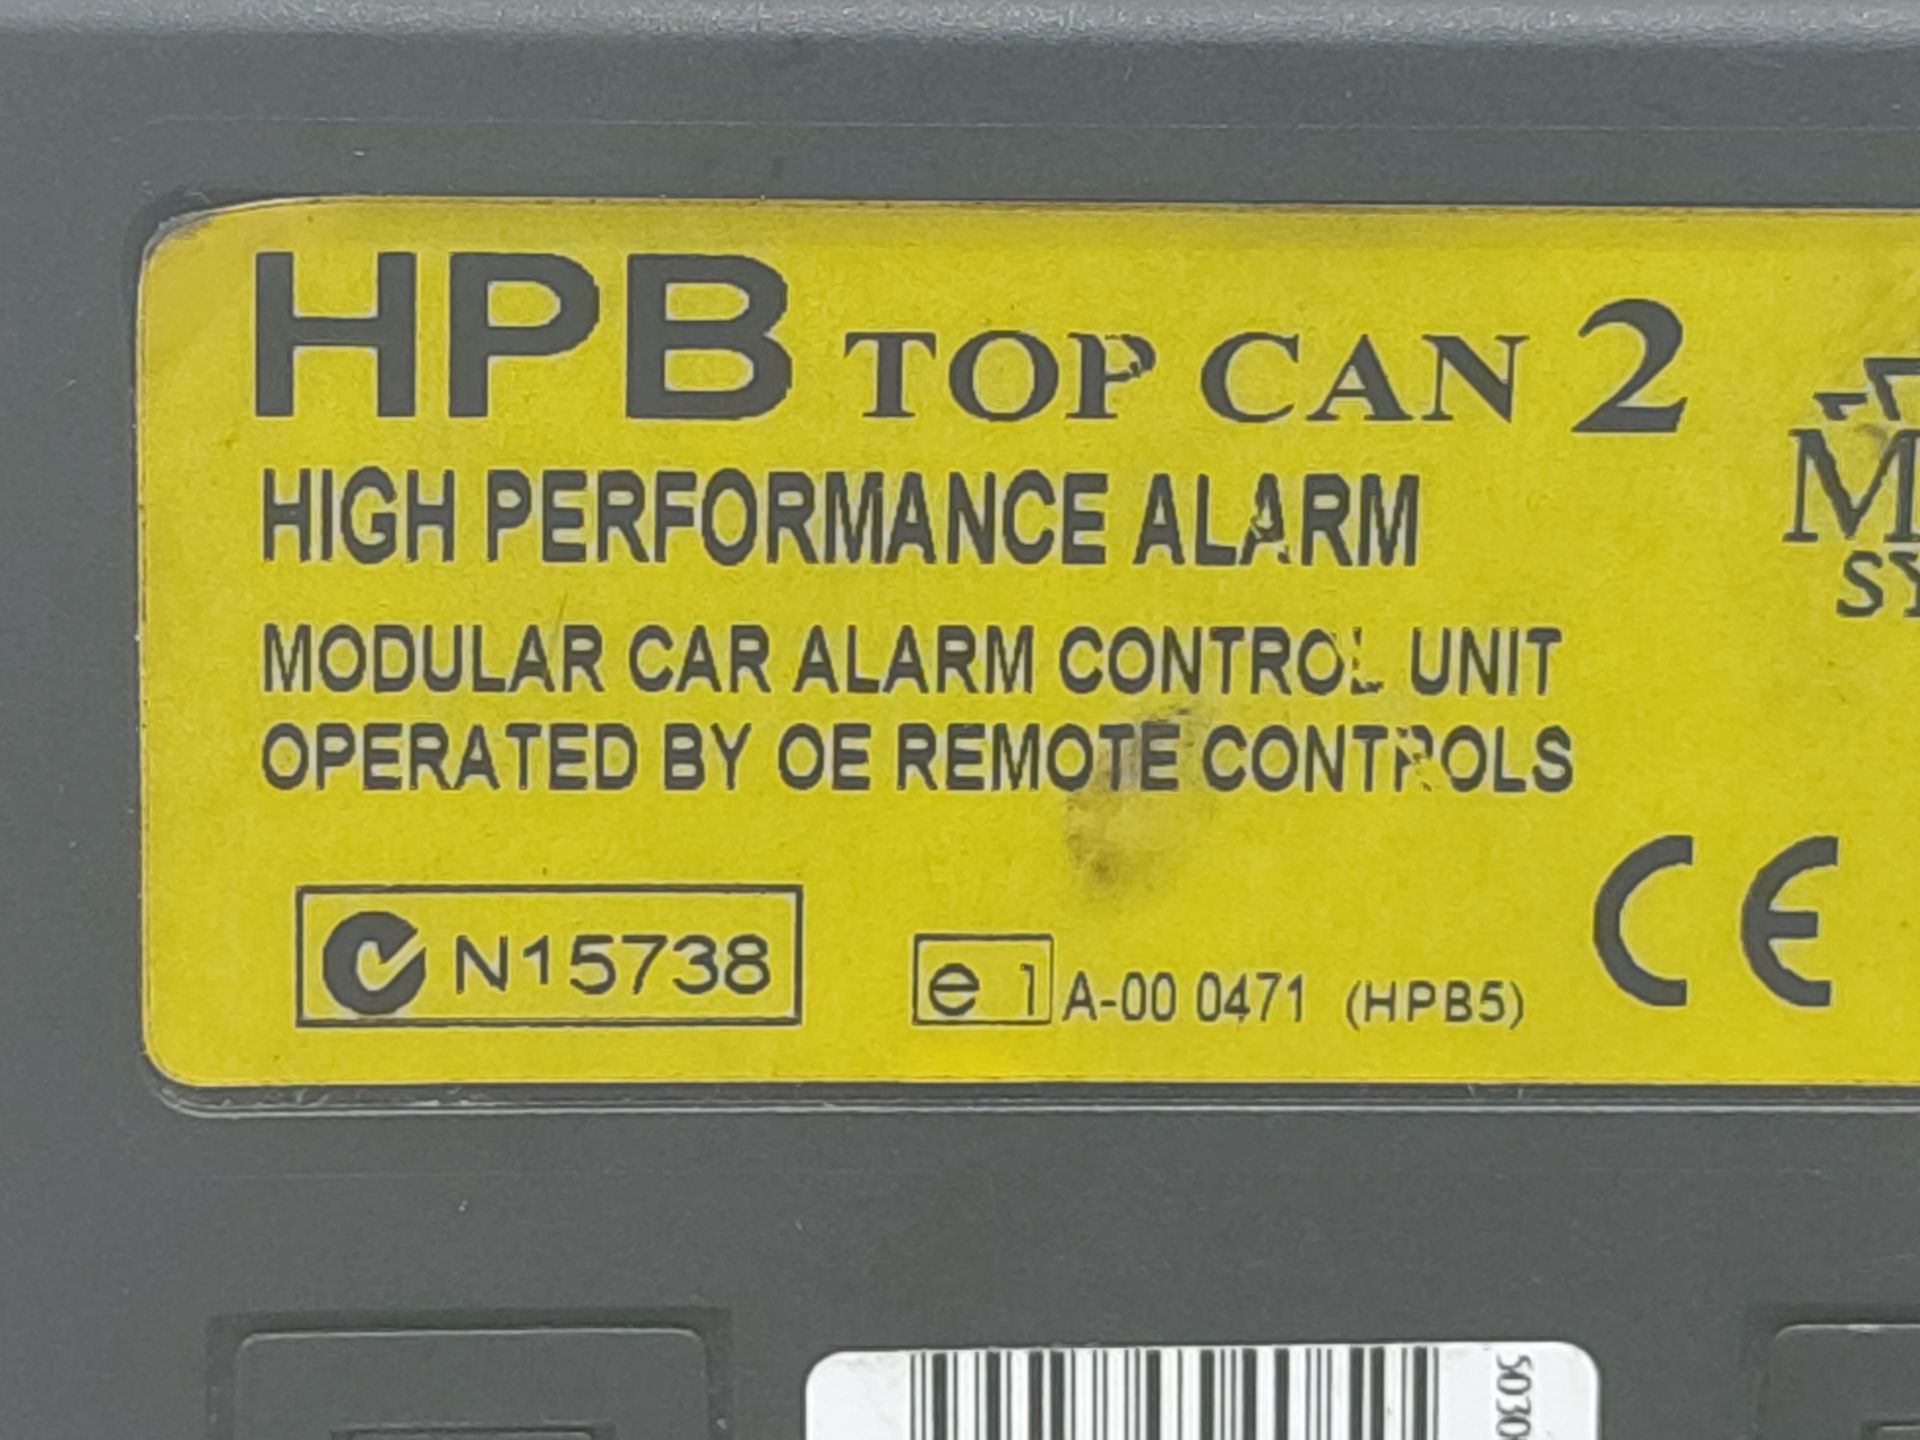 HPB TOP CAN 2
HIGH PERFORMANCE ALARM
MODULAR CAR ALARM CONTROL UNIT
OPERATED BY OE REMOTE CONTROLS
N15738
e1 A-00 0471 (HPB5)
CE